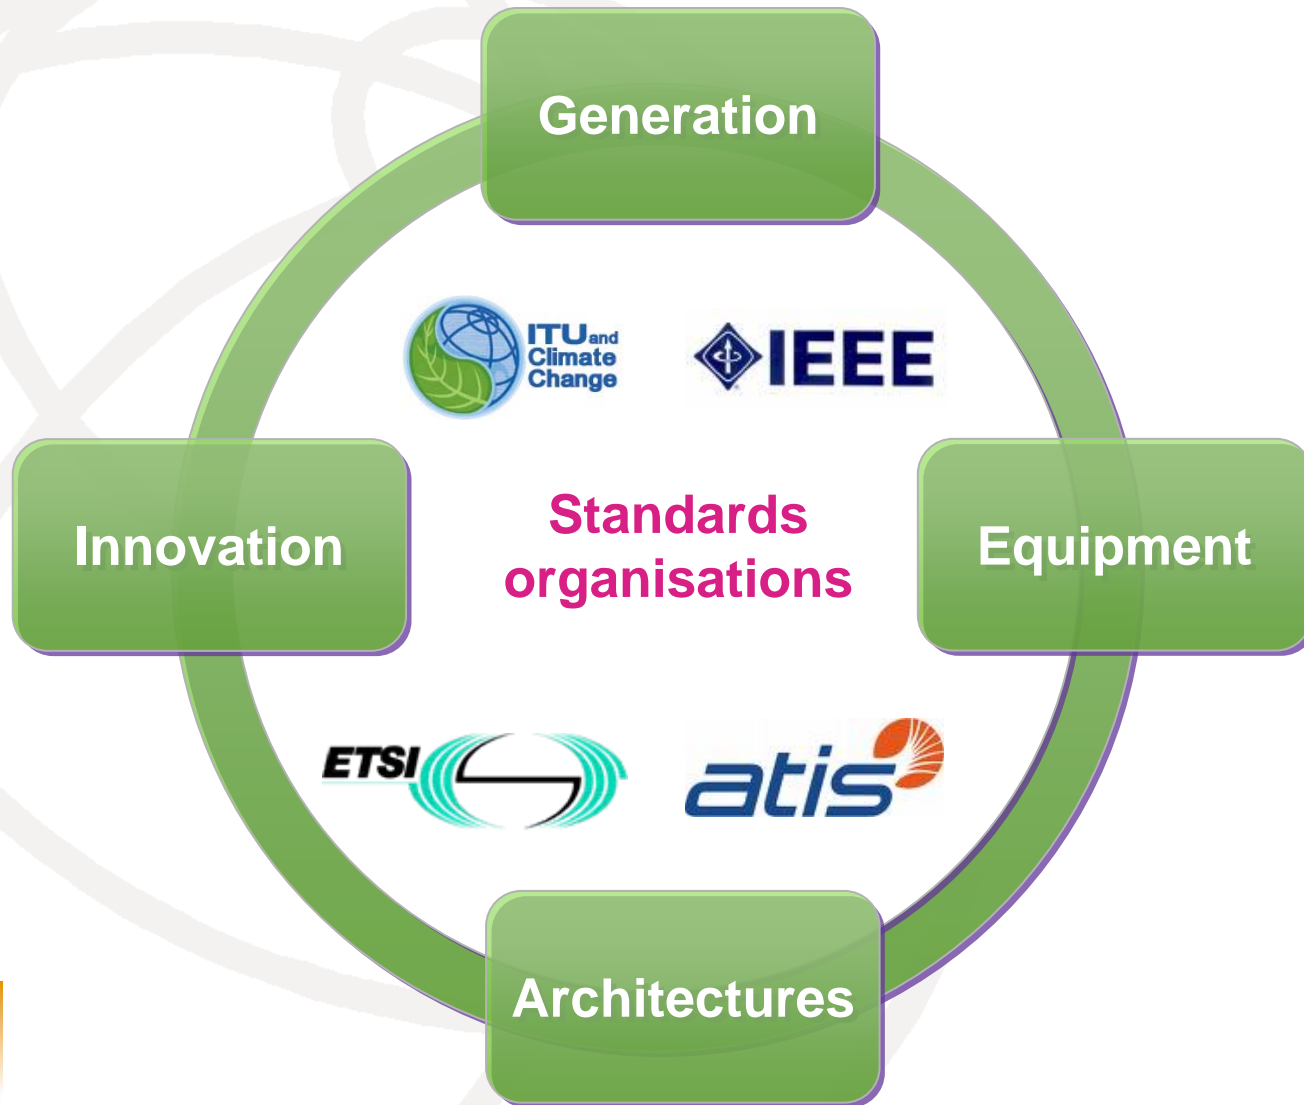 Generation
ITU and
Climate
Change
IEEE
Innovation
Standards
organisations
Equipment
ETSI
atis
Architectures